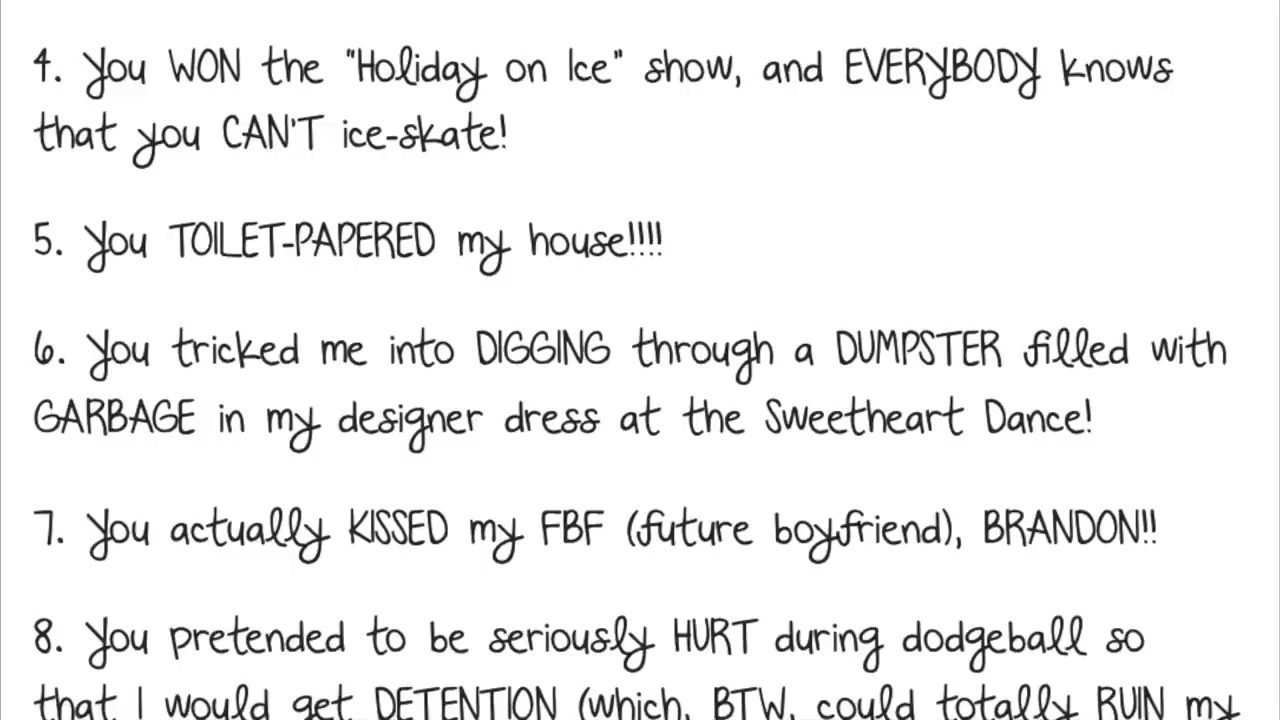 4. You WON the "Holiday on Ice" show, and EVERYBODY knows
that you CAN'T ice-skate!
5. You TOILET-PAPERED my house!!!!
6. You tricked me into DIGGING through a DUMPSTER filled with
GARBAGE in my designer dress at the Sweetheart Dance!
7. You actually KISSED my FBF (future boyfriend), BRANDON!!
8. You pretended to be seriously HURT during dodgeball so
that I would get DETENTION (which, BTW, could totally RUIN my